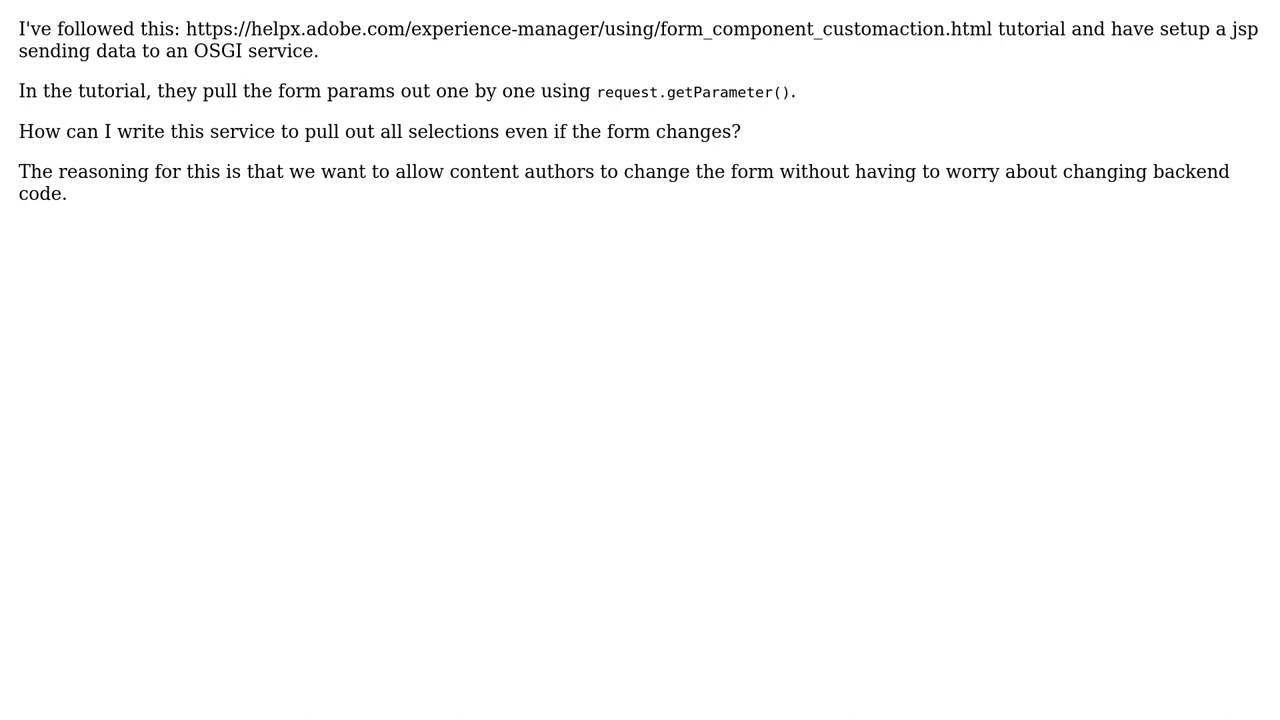 I've followed this: https://helpx.adobe.com/experience-manager/using/form_component_customaction.html tutorial and have setup a jsp
sending data to an OSGI service.
In the tutorial, they pull the form params out one by one using request.getParameter().
How can I write this service to pull out all selections even if the form changes?
The reasoning for this is that we want to allow content authors to change the form without having to worry about changing backend
code.